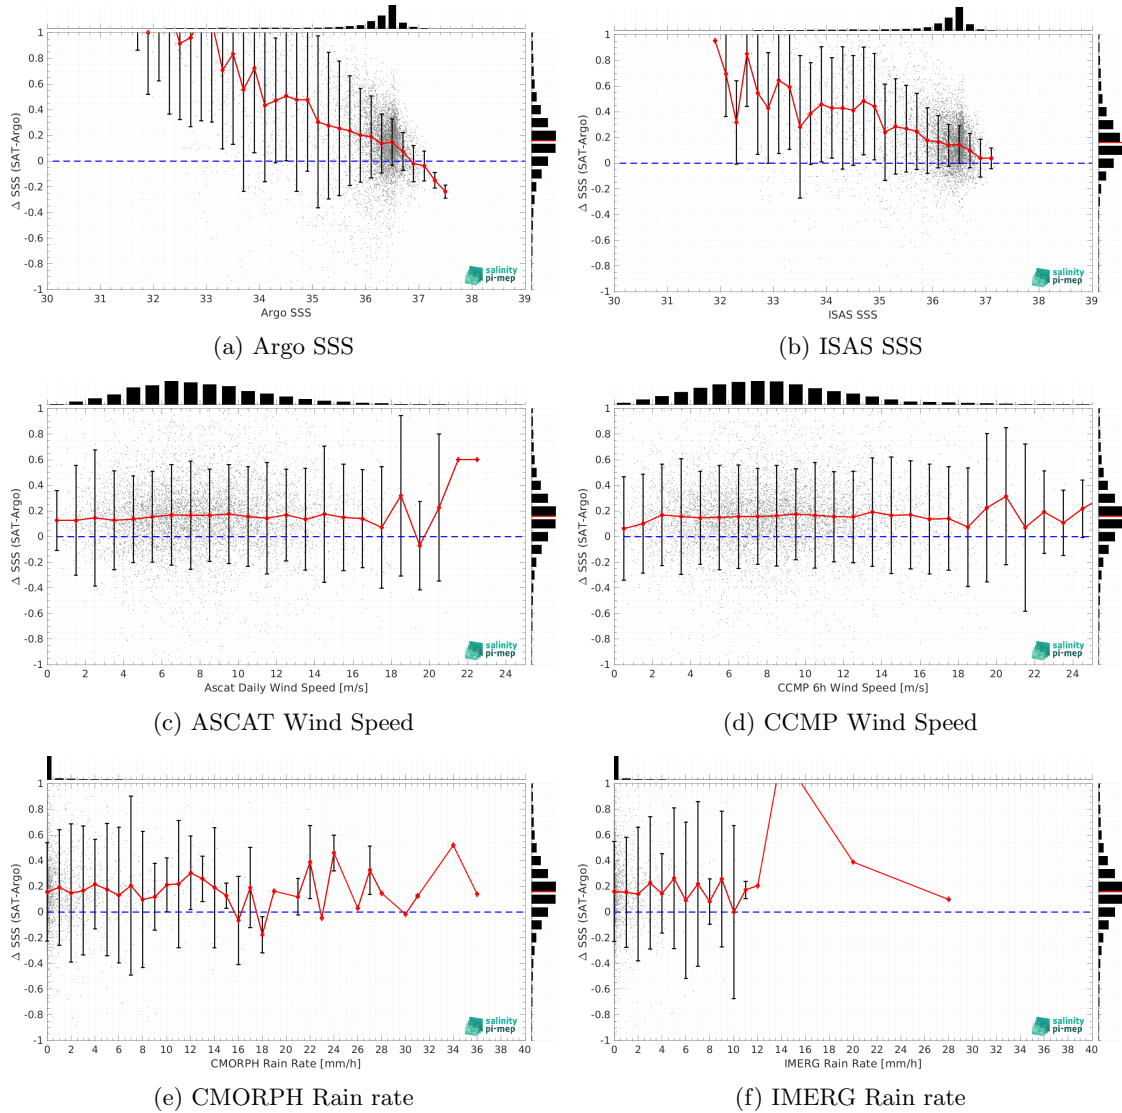 1
0.8
0.6
0.4
0.2
0
-0.2
-0.4
-0.6
-0.8
-1
Δ SSS (SAT-Argo)
salinity
pi-mep
30 31 32 33 34 35 36 37 38 39
Argo SSS
(a) Argo SSS
1
0.8
0.6
0.4
0.2
0
-0.2
-0.4
-0.6
-0.8
-1
Δ SSS (SAT-Argo)
salinity
pi-mep
30 31 32 33 34 35 36 37 38 39
ISAS SSS
(b) ISAS SSS
1
0.8
0.6
0.4
0.2
0
-0.2
-0.4
-0.6
-0.8
-1
Δ SSS (SAT-Argo)
salinity
pi-mep
0 2 4 6 8 10 12 14 16 18 20 22 24
Ascat Daily Wind Speed [m/s]
(c) ASCAT Wind Speed
1
0.8
0.6
0.4
0.2
0
-0.2
-0.4
-0.6
-0.8
-1
Δ SSS (SAT-Argo)
salinity
pi-mep
0 2 4 6 8 10 12 14 16 18 20 22 24
CCMP 6h Wind Speed [m/s]
(d) CCMP Wind Speed
1
0.8
0.6
0.4
0.2
0
-0.2
-0.4
-0.6
-0.8
-1
Δ SSS (SAT-Argo)
salinity
pi-mep
0 2 4 6 8 10 12 14 16 18 20 22 24 26 28 30 32 34 36 38 40
CMORPH Rain Rate [mm/h]
(e) CMORPH Rain rate
1
0.8
0.6
0.4
0.2
0
-0.2
-0.4
-0.6
-0.8
-1
Δ SSS (SAT-Argo)
salinity
pi-mep
0 2 4 6 8 10 12 14 16 18 20 22 24 26 28 30 32 34 36 38 40
IMERG Rain Rate [mm/h]
(f) IMERG Rain rate